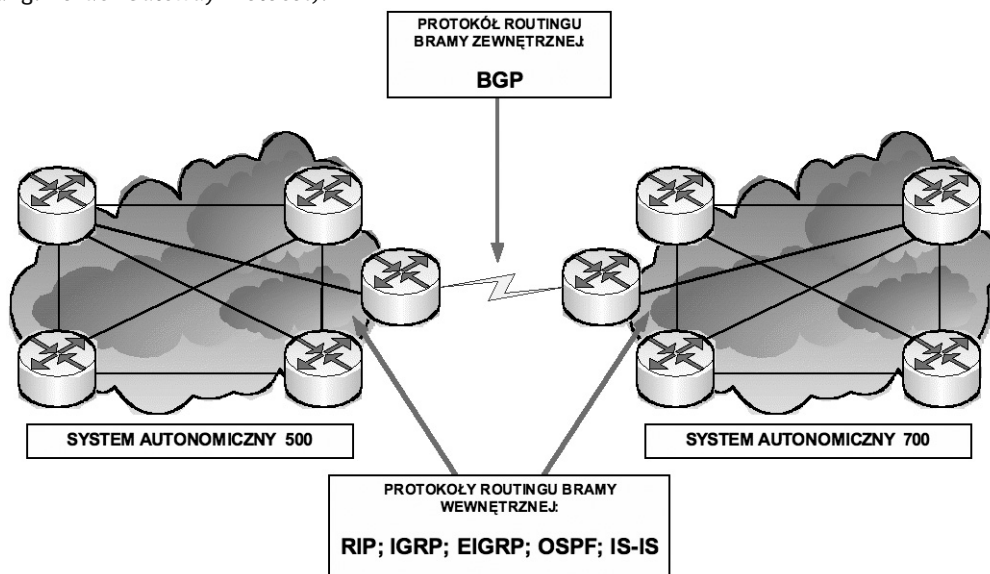 PROTOKÓŁ ROUTINGU
BRAMY ZEWNĘTRZNEJ:
BGP
SYSTEM AUTONOMICZNY 500
SYSTEM AUTONOMICZNY 700
PROTOKOŁY ROUTINGU BRAMY
WEWNĘTRZNEJ:
RIP; IGRP; EIGRP; OSPF; IS-IS